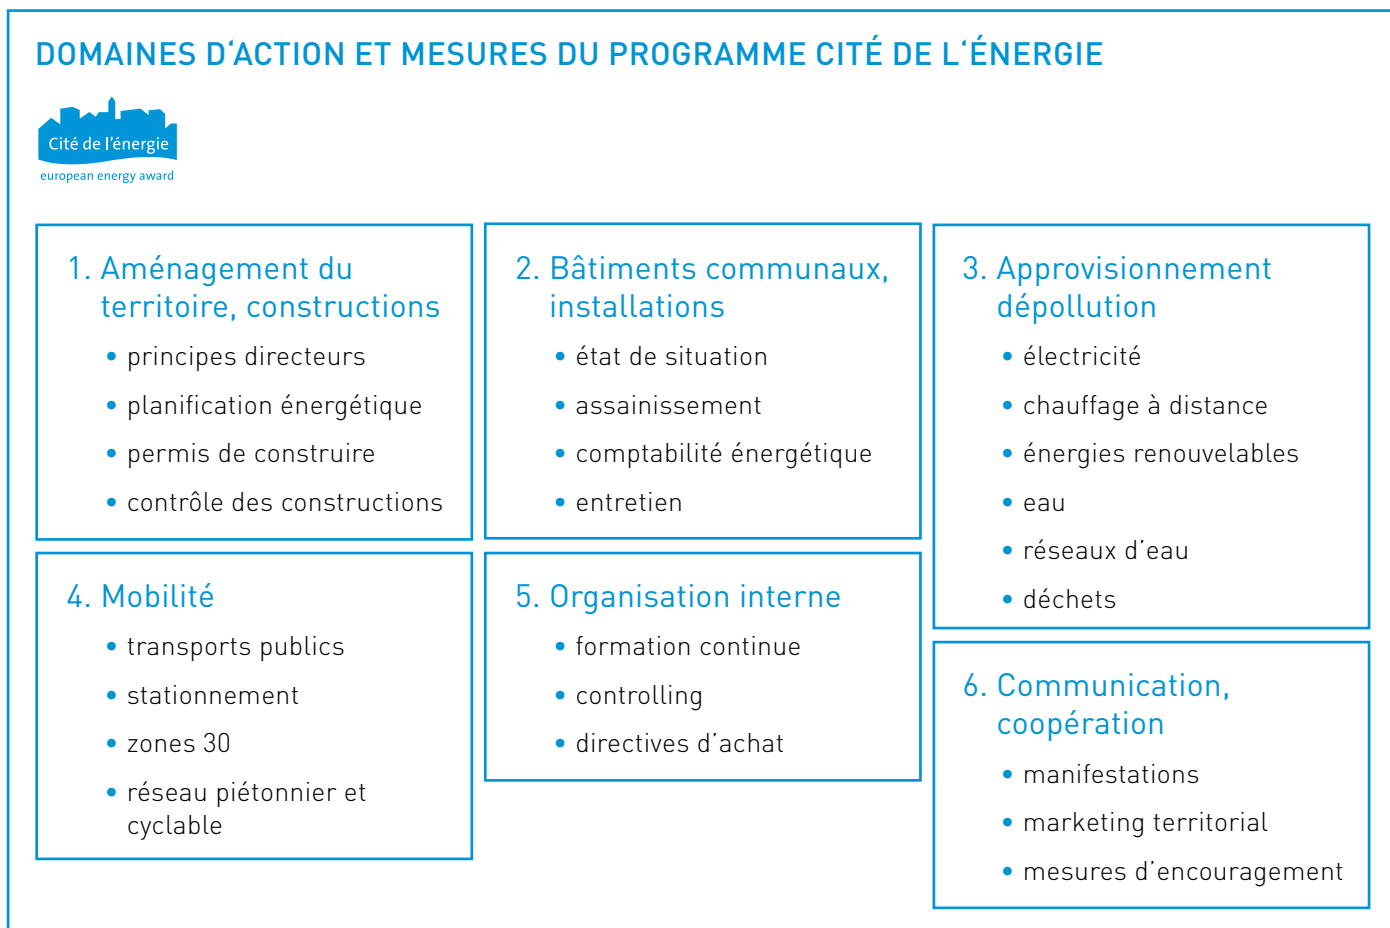 DOMAINES D‘ACTION ET MESURES DU PROGRAMME CITÉ DE L‘ÉNERGIE
Cité de l’énergie
european energy award
1. Aménagement du
territoire, constructions
• principes directeurs
• planification énergétique
• permis de construire
• contrôle des constructions
2. Bâtiments communaux,
installations
• état de situation
• assainissement
• comptabilité énergétique
• entretien
3. Approvisionnement
dépollution
• électricité
• chauffage à distance
• énergies renouvelables
• eau
• réseaux d’eau
• déchets
4. Mobilité
• transports publics
• stationnement
• zones 30
• réseau piétonnier et
cyclable
5. Organisation interne
• formation continue
• controlling
• directives d’achat
6. Communication,
coopération
• manifestations
• marketing territorial
• mesures d’encouragement